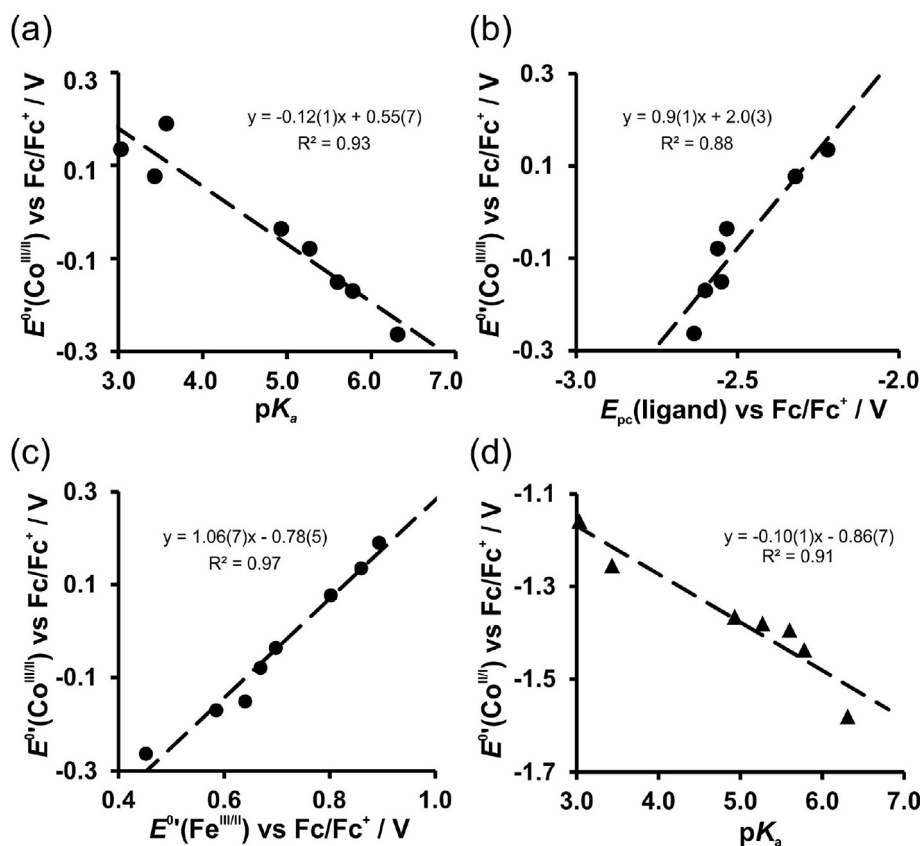 (a)
E⁰'(Coᴵᴵᴵ/ᴵᴵ) vs Fc/Fc⁺ / V
0.3
0.1
-0.1
-0.3
y = -0.12(1)x + 0.55(7)
R² = 0.93
3.0 4.0 5.0 6.0 7.0
pKₐ
(b)
E⁰'(Coᴵᴵᴵ/ᴵᴵ) vs Fc/Fc⁺ / V
0.3
0.1
-0.1
-0.3
y = 0.9(1)x + 2.0(3)
R² = 0.88
-3.0 -2.5 -2.0
Epc(ligand) vs Fc/Fc⁺ / V
(c)
E⁰'(Coᴵᴵᴵ/ᴵᴵ) vs Fc/Fc⁺ / V
0.3
0.1
-0.1
-0.3
y = 1.06(7)x - 0.78(5)
R² = 0.97
0.4 0.6 0.8 1.0
E⁰'(Feᴵᴵᴵ/ᴵᴵ) vs Fc/Fc⁺ / V
(d)
E⁰'(Coᴵᴵ/ᴵ) vs Fc/Fc⁺ / V
-1.1
-1.3
-1.5
-1.7
y = -0.10(1)x - 0.86(7)
R² = 0.91
3.0 4.0 5.0 6.0 7.0
pKₐ